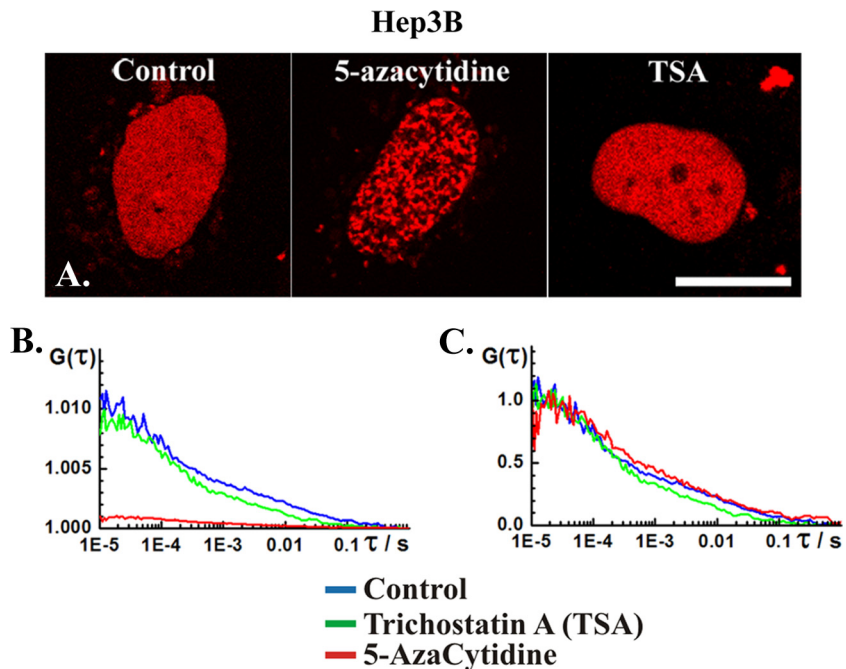 Hep3B
Control
5-azacytidine
TSA
A.
B.
G(τ)
1.010
1.005
1.000
1E-5 1E-4 1E-3 0.01 0.1 τ / s
C.
G(τ)
1.0
0.5
0.0
1E-5 1E-4 1E-3 0.01 0.1 τ / s
Control
Trichostatin A (TSA)
5-AzaCytidine